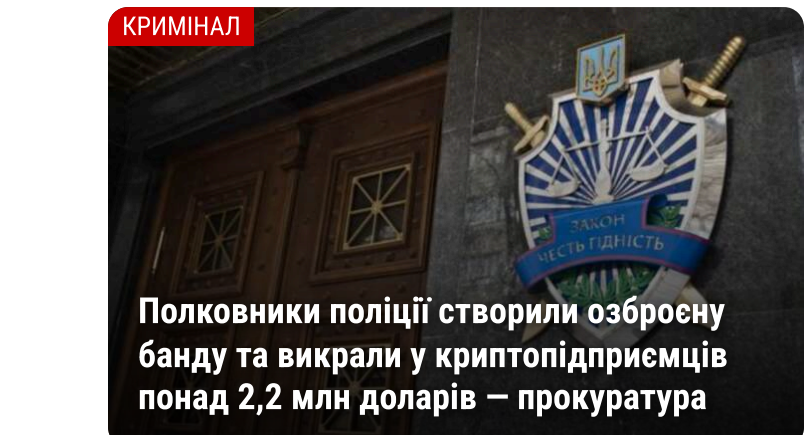 КРИМІНАЛ
ЗАКОН
ЧЕСТЬ ГІДНІСТЬ
Полковники поліції створили озброєну
банду та викрали у криптопідприємців
понад 2,2 млн доларів — прокуратура